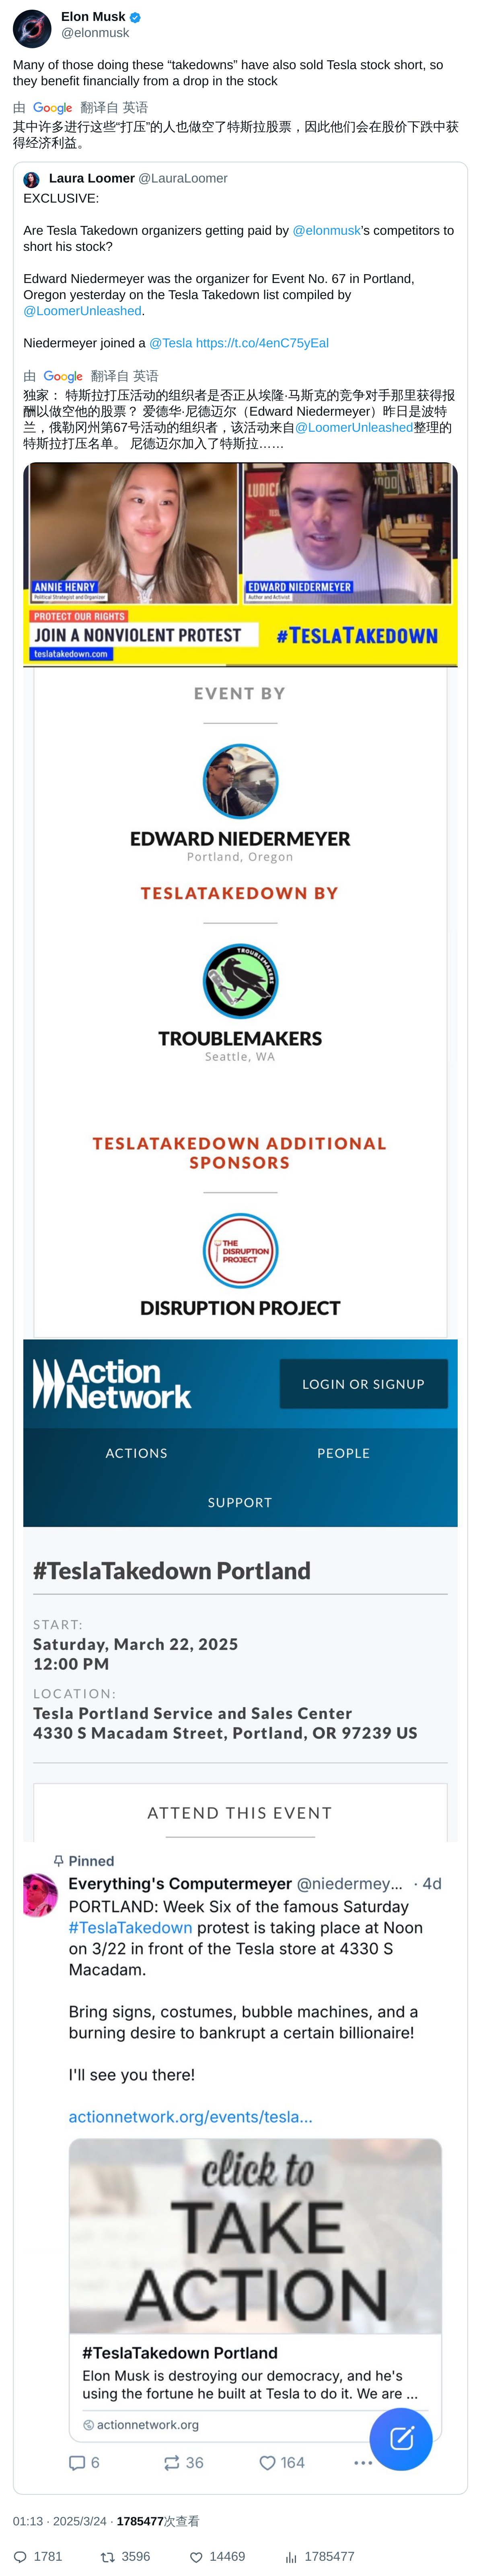 Elon Musk
@elonmusk
Many of those doing these “takedowns” have also sold Tesla stock short, so
they benefit financially from a drop in the stock
由 Google 翻译自 英语
其中许多进行这些“打压”的人也做空了特斯拉股票，因此他们会在股价下跌中获
得经济利益。
Laura Loomer @LauraLoomer
EXCLUSIVE:
Are Tesla Takedown organizers getting paid by @elonmusk’s competitors to
short his stock?
Edward Niedermeyer was the organizer for Event No. 67 in Portland,
Oregon yesterday on the Tesla Takedown list compiled by
@LoomerUnleashed.
Niedermeyer joined a @Tesla https://t.co/4enC75yEal
由 Google 翻译自 英语
独家： 特斯拉打压活动的组织者是否正从埃隆·马斯克的竞争对手那里获得报
酬以做空他的股票？ 爱德华·尼德迈尔（Edward Niedermeyer）昨日是波特
兰，俄勒冈州第67号活动的组织者，该活动来自@LoomerUnleashed整理的
特斯拉打压名单。 尼德迈尔加入了特斯拉……
LUDIC
ANNIE HENRY
Political Strategist and Organizer
EDWARD NIEDERMEYER
Author and Activist
PROTECT OUR RIGHTS
JOIN A NONVIOLENT PROTEST
#TESLATAKEDOWN
teslatakedown.com
EVENT BY
EDWARD NIEDERMEYER
Portland, Oregon
TESLATAKEDOWN BY
TROUBLEMAKERS
TROUBLEMAKERS
Seattle, WA
TESLATAKEDOWN ADDITIONAL
SPONSORS
THE
DISRUPTION
PROJECT
DISRUPTION PROJECT
Action
Network
LOGIN OR SIGNUP
ACTIONS
PEOPLE
SUPPORT
#TeslaTakedown Portland
START:
Saturday, March 22, 2025
12:00 PM
LOCATION:
Tesla Portland Service and Sales Center
4330 S Macadam Street, Portland, OR 97239 US
ATTEND THIS EVENT
Pinned
Everything's Computermeyer @niedermey... · 4d
PORTLAND: Week Six of the famous Saturday
#TeslaTakedown protest is taking place at Noon
on 3/22 in front of the Tesla store at 4330 S
Macadam.
Bring signs, costumes, bubble machines, and a
burning desire to bankrupt a certain billionaire!
I'll see you there!
actionnetwork.org/events/tesla...
click to
TAKE
ACTION
#TeslaTakedown Portland
Elon Musk is destroying our democracy, and he's
using the fortune he built at Tesla to do it. We are ...
actionnetwork.org
6 36 164
01:13 · 2025/3/24 · 1785477次查看
1781 3596 14469 1785477